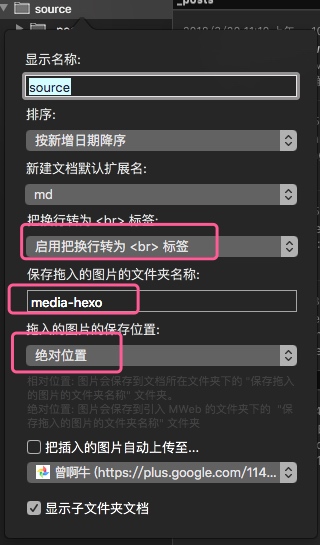 source
_posts
显示名称:
source
排序:
按新增日期降序
新建文档默认扩展名:
md
把换行转为 <br> 标签:
启用把换行转为 <br> 标签
保存拖入的图片的文件夹名称:
media-hexo
拖入的图片的保存位置:
绝对位置
相对位置: 图片会保存到文档所在文件夹下的 "保存拖入
的图片的文件夹名称" 文件夹。
绝对位置: 图片会保存到引入 MWeb 的文件夹下的 "保
存拖入的图片的文件夹名称" 文件夹
把插入的图片自动上传至...
曾啊牛 (https://plus.google.com/114...
显示子文件夹文档